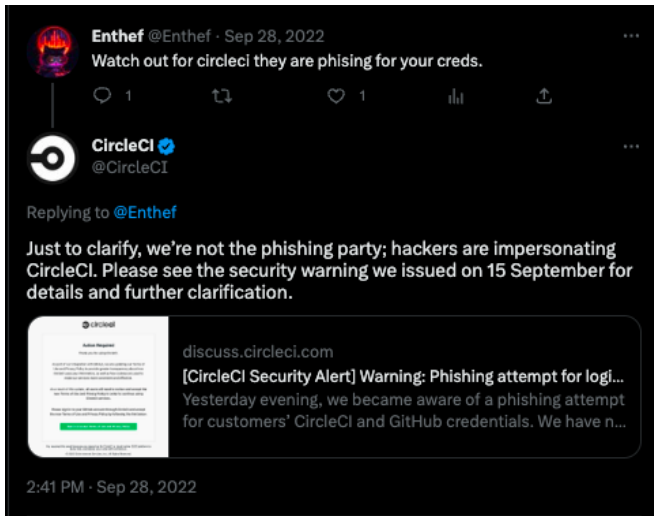 Enthef @Enthef · Sep 28, 2022
Watch out for circleci they are phising for your creds.
1 1
CircleCI
@CircleCI
Replying to @Enthef
Just to clarify, we're not the phishing party; hackers are impersonating
CircleCI. Please see the security warning we issued on 15 September for
details and further clarification.
circleci
Action Required
discuss.circleci.com
[CircleCI Security Alert] Warning: Phishing attempt for logi...
Yesterday evening, we became aware of a phishing attempt
for customers' CircleCI and GitHub credentials. We have n...
2:41 PM · Sep 28, 2022